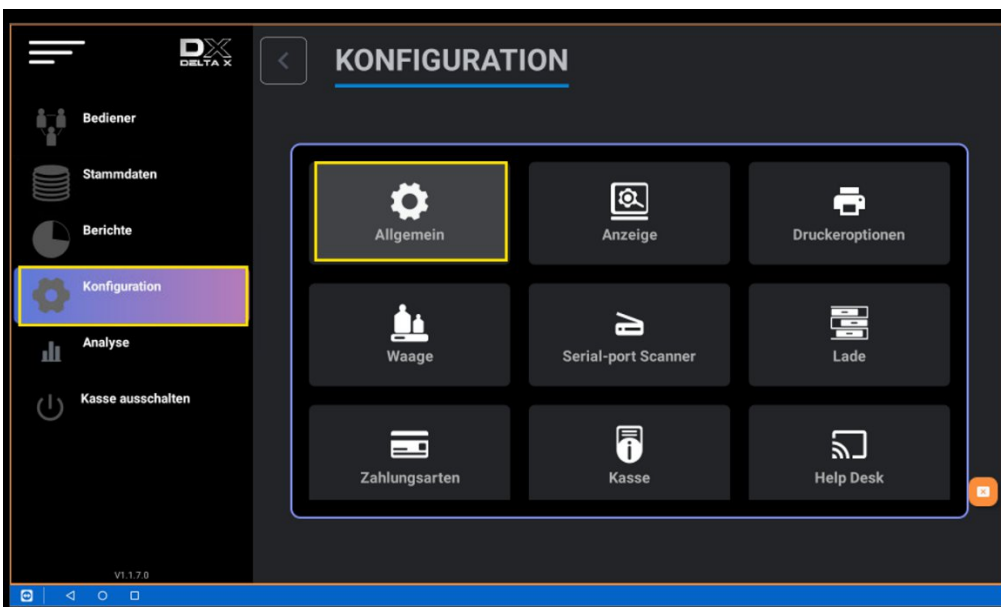 DX
DELTA X
KONFIGURATION
Bediener
Stammdaten
Berichte
Konfiguration
Analyse
Kasse ausschalten
Allgemein
Anzeige
Druckeroptionen
Waage
Serial-port Scanner
Lade
Zahlungsarten
Kasse
Help Desk
V1.1.7.0